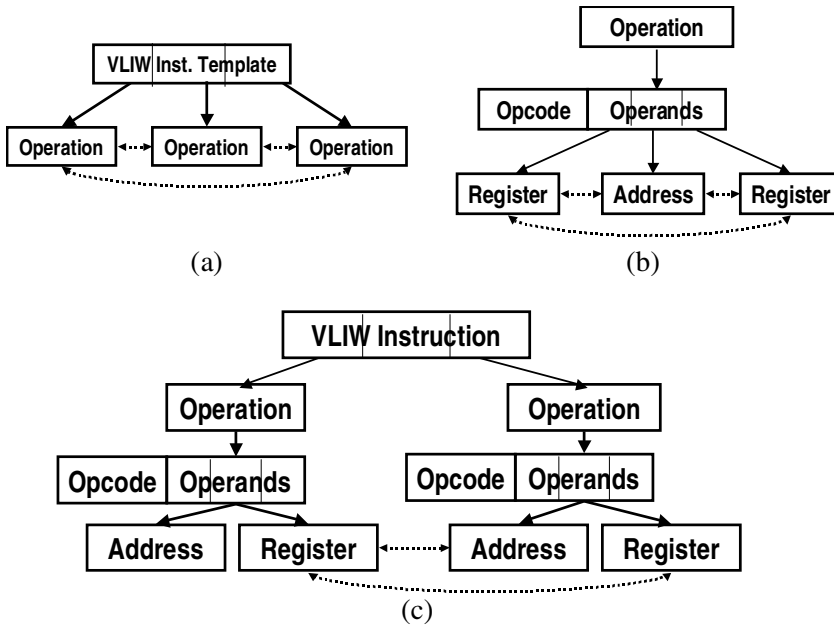 VLIW Inst. Template
Operation Operation Operation
(a)
Operation
Opcode Operands
Register Address Register
(b)
VLIW Instruction
Operation Operation
Opcode Operands Opcode Operands
Address Register Address Register
(c)